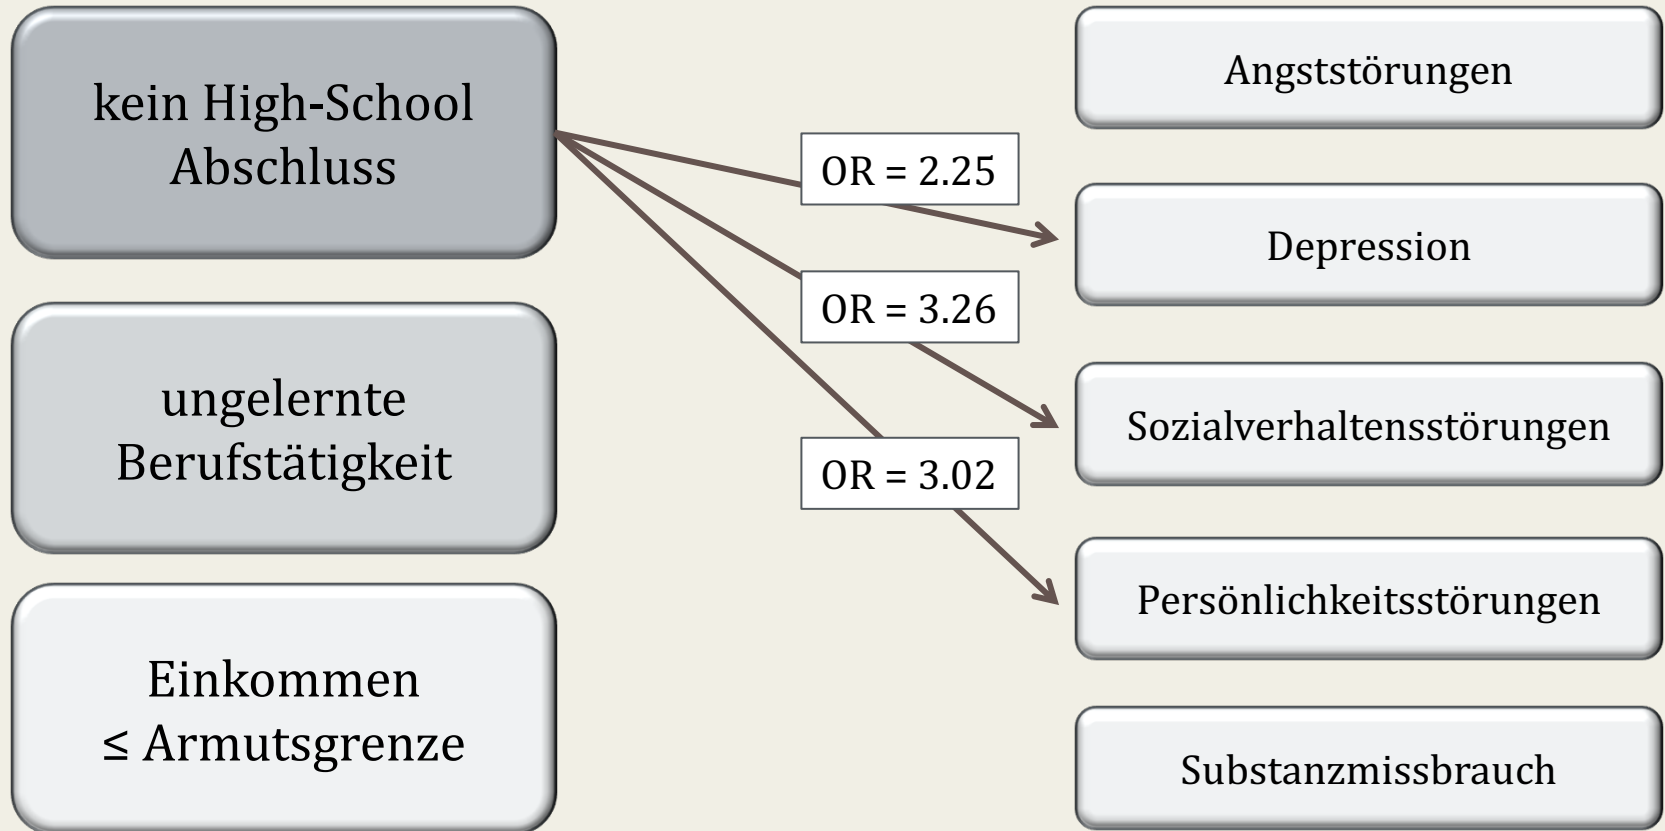 kein High-School
Abschluss
ungelernte
Berufstätigkeit
Einkommen
≤ Armutsgrenze
OR = 2.25
OR = 3.26
OR = 3.02
Angststörungen
Depression
Sozialverhaltensstörungen
Persönlichkeitsstörungen
Substanzmissbrauch